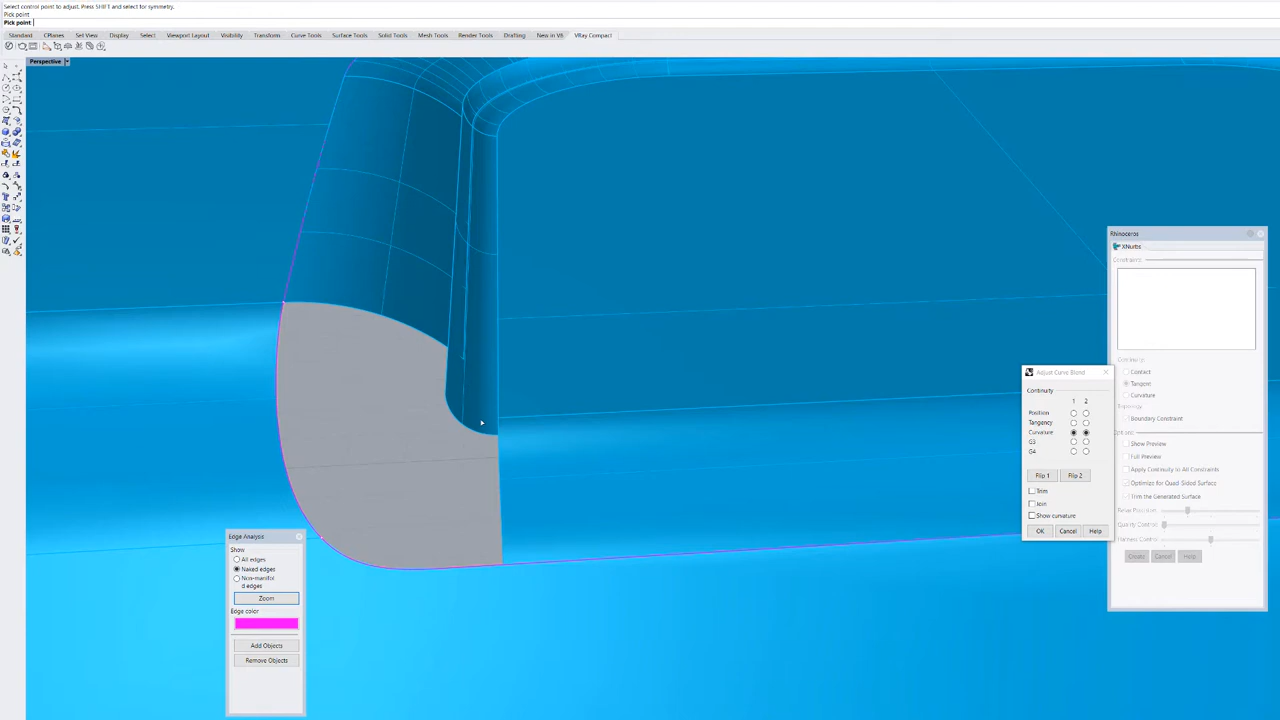 Select control point to adjust. Press SHIFT and select for symmetry.
Pick point
Pick point
Standard CPlanes Set View Display Select Viewport Layout Visibility Transform Curve Tools Surface Tools Solid Tools Mesh Tools Render Tools Drafting New in V6 VRay Compact
Perspective
Rhinoceros
XNurbs
Constraints
Contact
Tangent
Curvature
Boundary Constraint
Options
Show Preview
Full Preview
Apply Continuity to All Constraints
Optimize for Quad-Sided Surface
Trim the Generated Surface
Quality Control:
Create Cancel Help
Adjust Curve Blend
Continuity
1 2
Position
Tangency
Curvature
G3
G4
Flip 1 Flip 2
Trim
Join
Show curvature
OK Cancel Help
Edge Analysis
Show
All edges
Naked edges
Non-manifol
d edges
Zoom
Edge color
Add Objects
Remove Objects